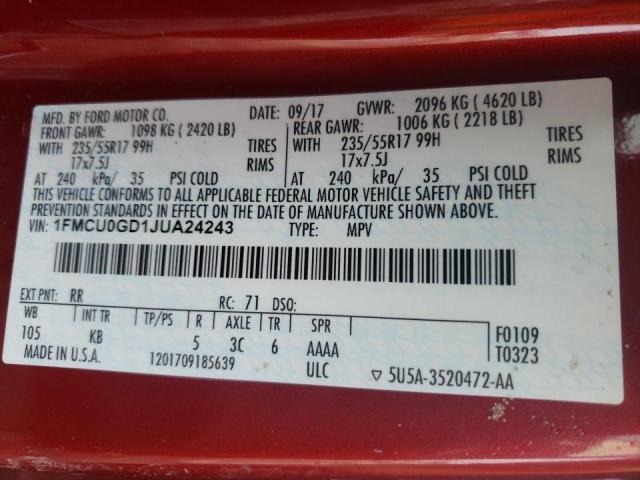 MFD. BY FORD MOTOR CO. DATE: 09/17 GVWR: 2096 KG (4620 LB)
FRONT GAWR: 1098 KG (2420 LB) REAR GAWR: 1006 KG (2218 LB)
WITH 235/55R17 99H TIRES WITH 235/55R17 99H TIRES
17x7.5J RIMS 17x7.5J RIMS
AT 240 kPa/ 35 PSI COLD AT 240 kPa/ 35 PSI COLD
THIS VEHICLE CONFORMS TO ALL APPLICABLE FEDERAL MOTOR VEHICLE SAFETY AND THEFT
PREVENTION STANDARDS IN EFFECT ON THE DATE OF MANUFACTURE SHOWN ABOVE.
VIN: 1FMCU0GD1JUA24243 TYPE: MPV
EXT PNT: RR RC: 71 DSO:
WB INT TR TP/PS R AXLE TR SPR F0109
105 KB 5 3C 6 AAAA T0323
MADE IN U.S.A. 1201709185639 ULC ▽ 5U5A-3520472-AA